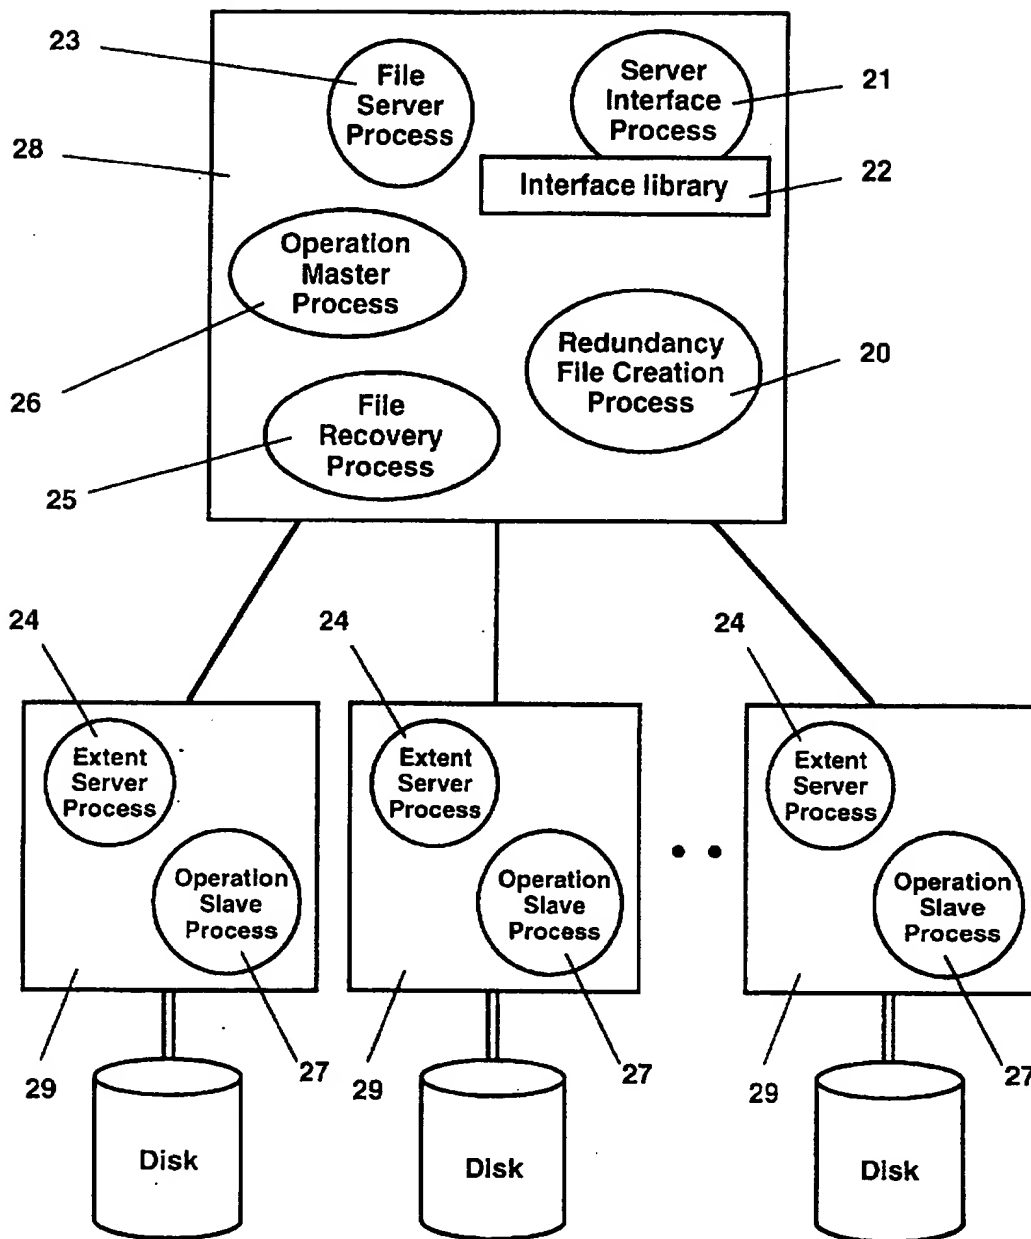 23
File
Server
Process
Server
Interface
Process
21
28
Interface library
22
Operation
Master
Process
Redundancy
File Creation
Process
20
26
File
Recovery
Process
25
24
24
24
Extent
Server
Process
Extent
Server
Process
Extent
Server
Process
Operation
Slave
Process
Operation
Slave
Process
Operation
Slave
Process
29
27
29
27
29
27
Disk
Disk
Disk